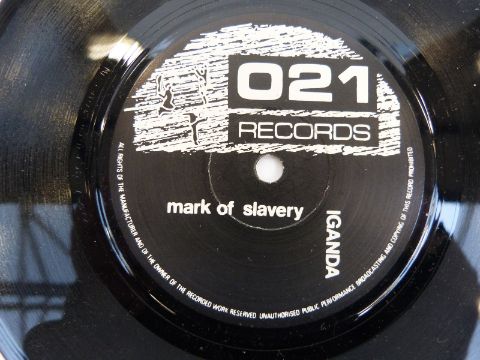 021
RECORDS
mark of slavery
IGANDA
ALL RIGHTS OF THE MANUFACTURER AND OF THE OWNER OF THE RECORDED WORK RESERVED UNAUTHORISED PUBLIC PERFORMANCE BROADCASTING AND COPYING OF THIS RECORD PROHIBITED